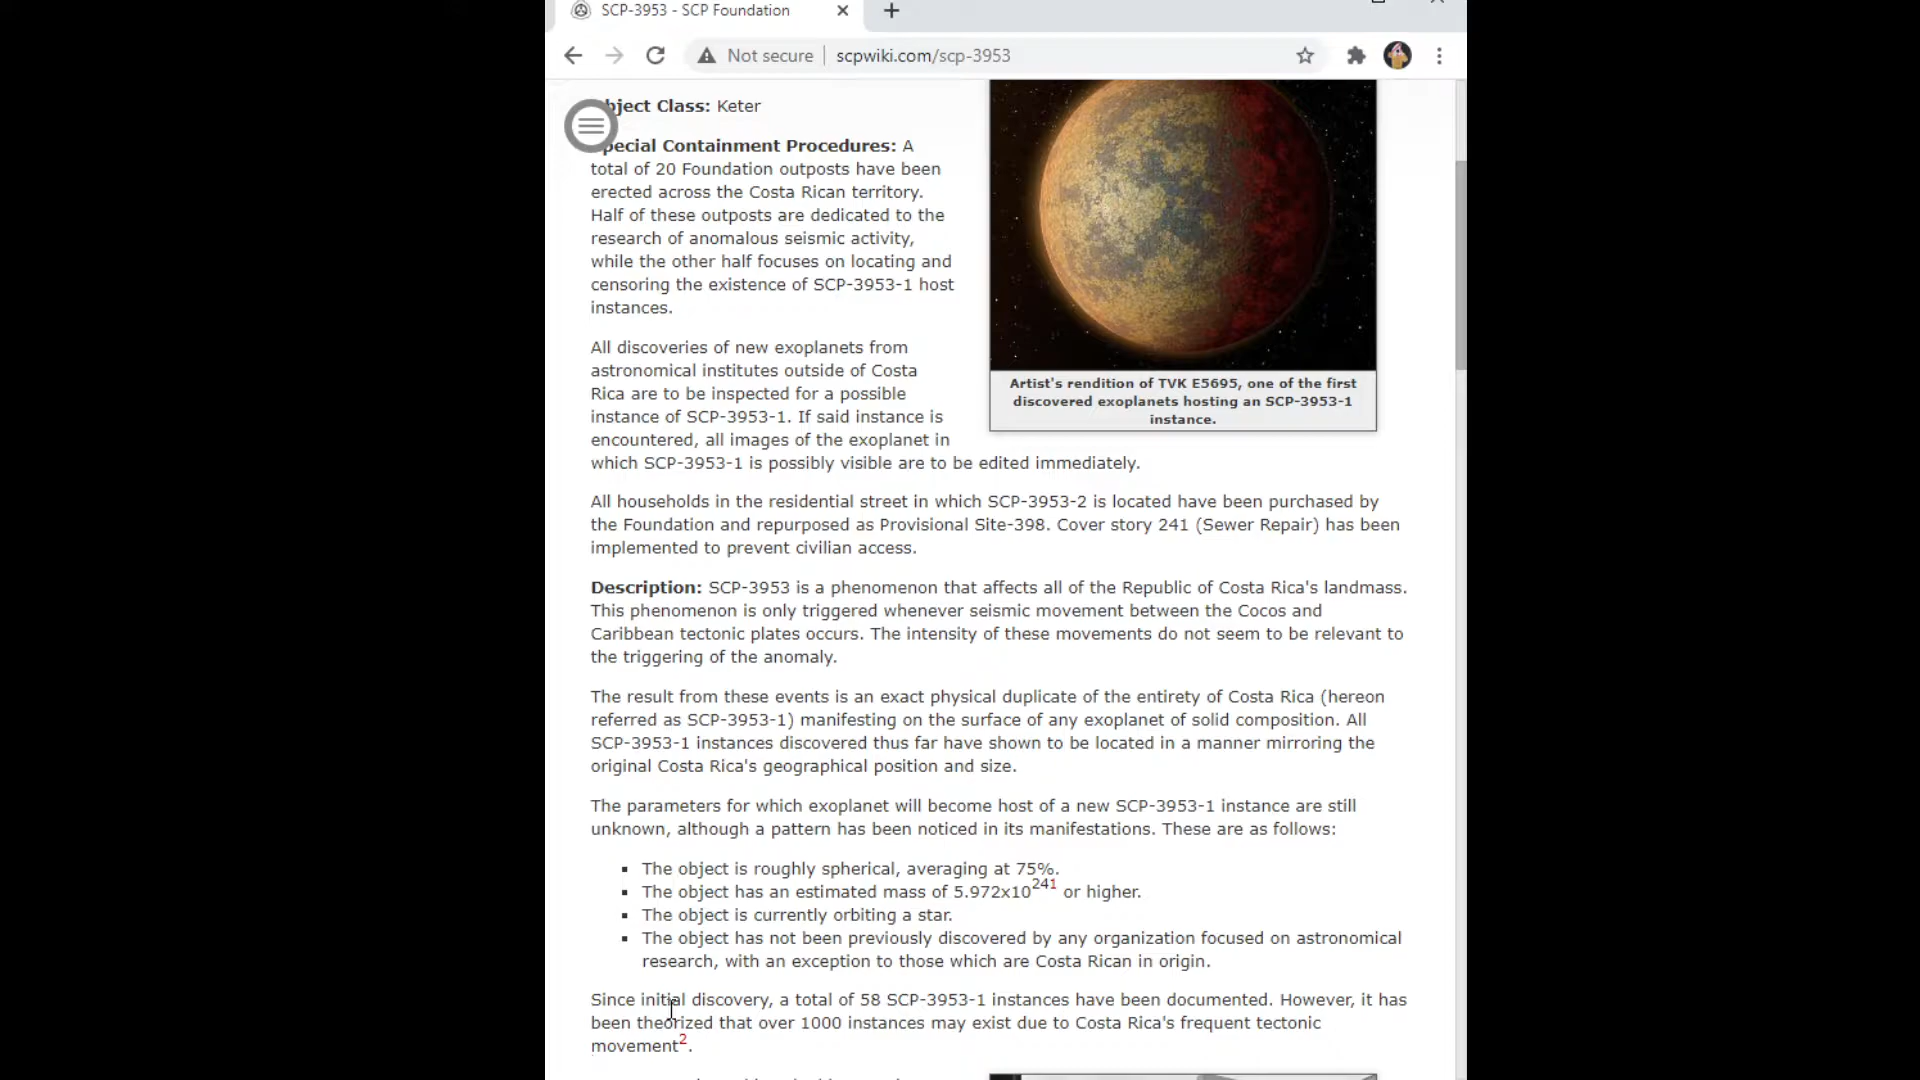 SCP-3953 - SCP Foundation
Not secure | scpwiki.com/scp-3953
bject Class: Keter
pecial Containment Procedures: A
total of 20 Foundation outposts have been
erected across the Costa Rican territory.
Half of these outposts are dedicated to the
research of anomalous seismic activity,
while the other half focuses on locating and
censoring the existence of SCP-3953-1 host
instances.
All discoveries of new exoplanets from
astronomical institutes outside of Costa
Rica are to be inspected for a possible
instance of SCP-3953-1. If said instance is
encountered, all images of the exoplanet in
which SCP-3953-1 is possibly visible are to be edited immediately.
Artist's rendition of TVK E5695, one of the first
discovered exoplanets hosting an SCP-3953-1
instance.
All households in the residential street in which SCP-3953-2 is located have been purchased by
the Foundation and repurposed as Provisional Site-398. Cover story 241 (Sewer Repair) has been
implemented to prevent civilian access.
Description: SCP-3953 is a phenomenon that affects all of the Republic of Costa Rica's landmass.
This phenomenon is only triggered whenever seismic movement between the Cocos and
Caribbean tectonic plates occurs. The intensity of these movements do not seem to be relevant to
the triggering of the anomaly.
The result from these events is an exact physical duplicate of the entirety of Costa Rica (hereon
referred as SCP-3953-1) manifesting on the surface of any exoplanet of solid composition. All
SCP-3953-1 instances discovered thus far have shown to be located in a manner mirroring the
original Costa Rica's geographical position and size.
The parameters for which exoplanet will become host of a new SCP-3953-1 instance are still
unknown, although a pattern has been noticed in its manifestations. These are as follows:
▪ The object is roughly spherical, averaging at 75%.
▪ The object has an estimated mass of 5.972x10²⁴¹ or higher.
▪ The object is currently orbiting a star.
▪ The object has not been previously discovered by any organization focused on astronomical
research, with an exception to those which are Costa Rican in origin.
Since initial discovery, a total of 58 SCP-3953-1 instances have been documented. However, it has
been theorized that over 1000 instances may exist due to Costa Rica's frequent tectonic
movement².